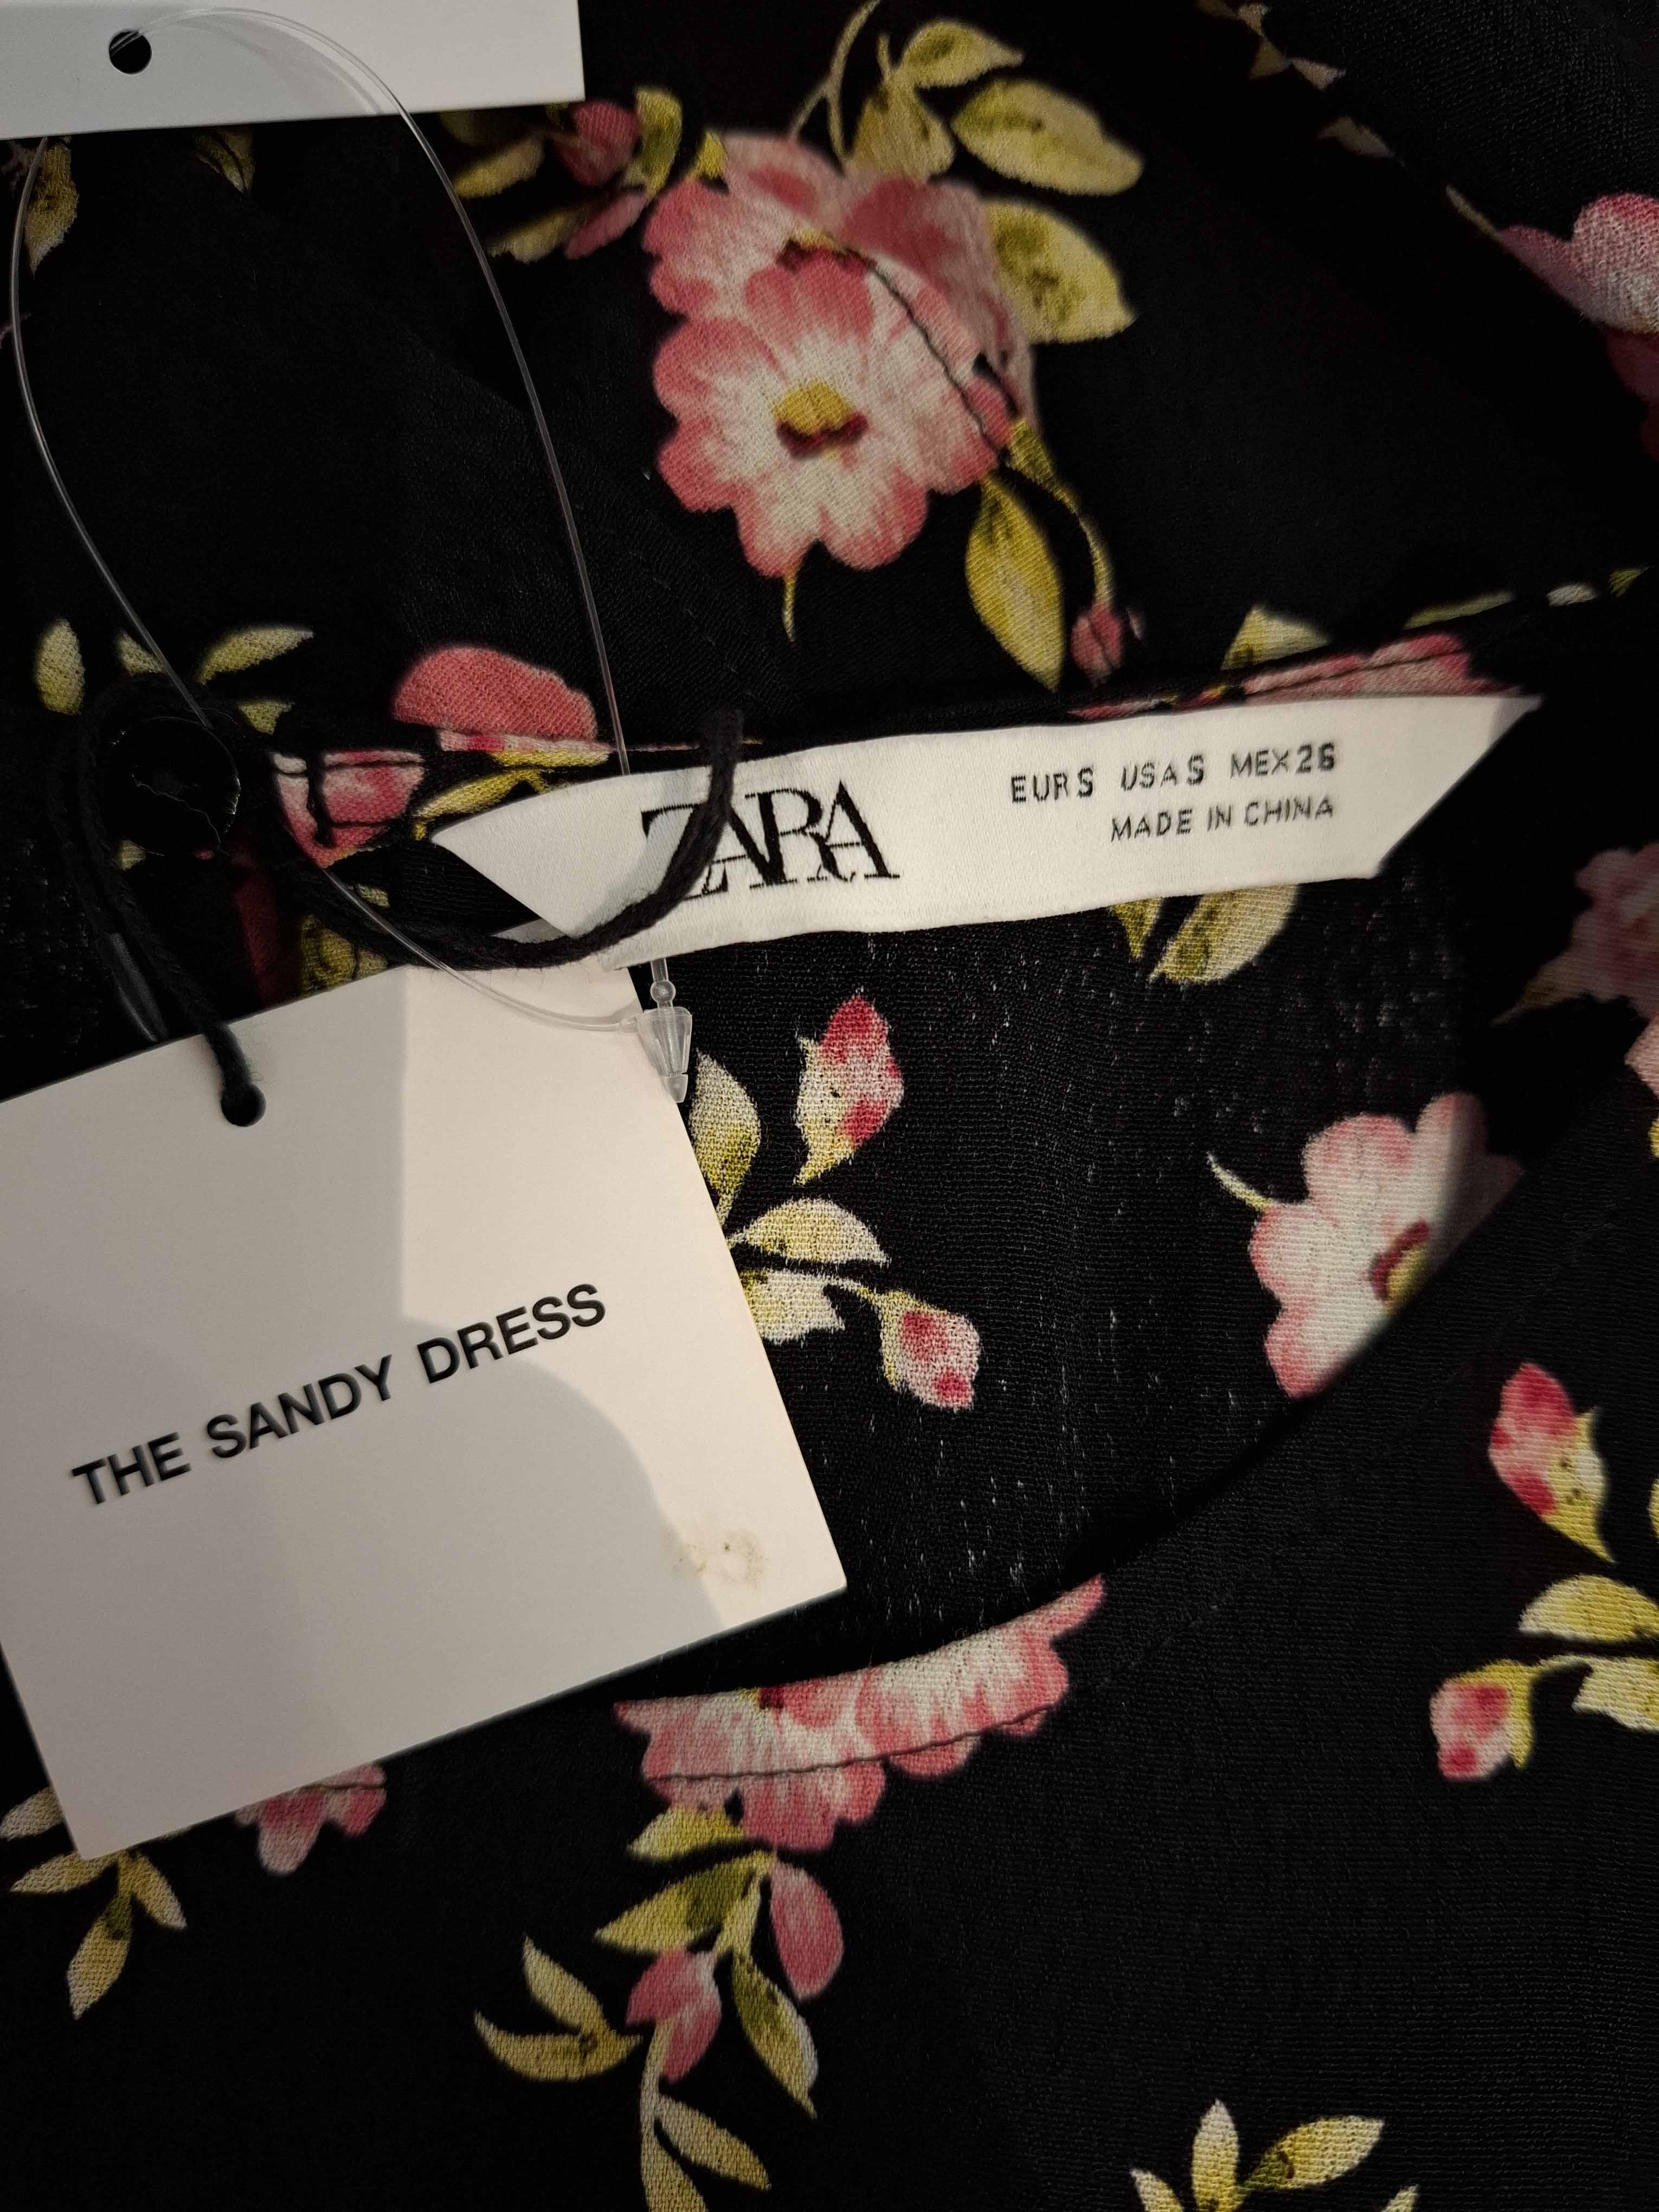 ZARA
EUR S USA S MEX 26
MADE IN CHINA
THE SANDY DRESS